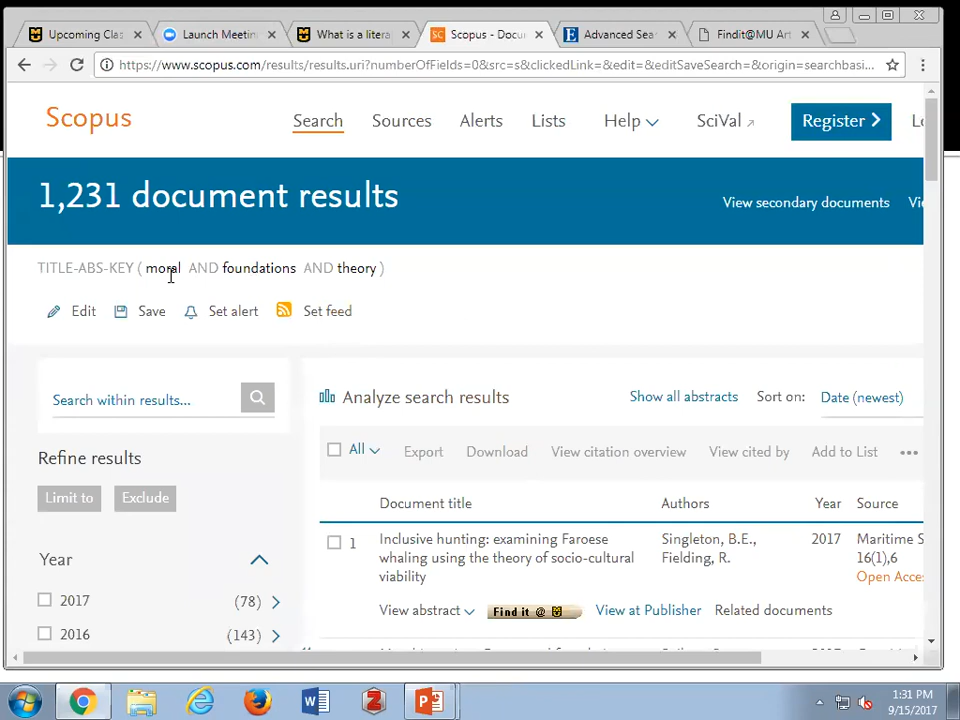 Upcoming Clas
Launch Meetin
What is a litera
SC Scopus - Docu
E Advanced Sear
Findit@MU Art
https://www.scopus.com/results/results.uri?numberOfFields=0&src=s&clickedLink=&edit=&editSaveSearch=&origin=searchbasi...
Scopus
Search Sources Alerts Lists Help SciVal Register
1,231 document results
View secondary documents
TITLE-ABS-KEY ( moral AND foundations AND theory )
Edit Save Set alert Set feed
Search within results...
Analyze search results
Show all abstracts Sort on: Date (newest)
All Export Download View citation overview View cited by Add to List •••
Refine results
Limit to Exclude
Document title Authors Year Source
1 Inclusive hunting: examining Faroese whaling using the theory of socio-cultural viability
Singleton, B.E., Fielding, R.
2017
Maritime S
16(1),6
Open Acce
View abstract Find it @ View at Publisher Related documents
Year
2017 (78)
2016 (143)
1:31 PM
9/15/2017